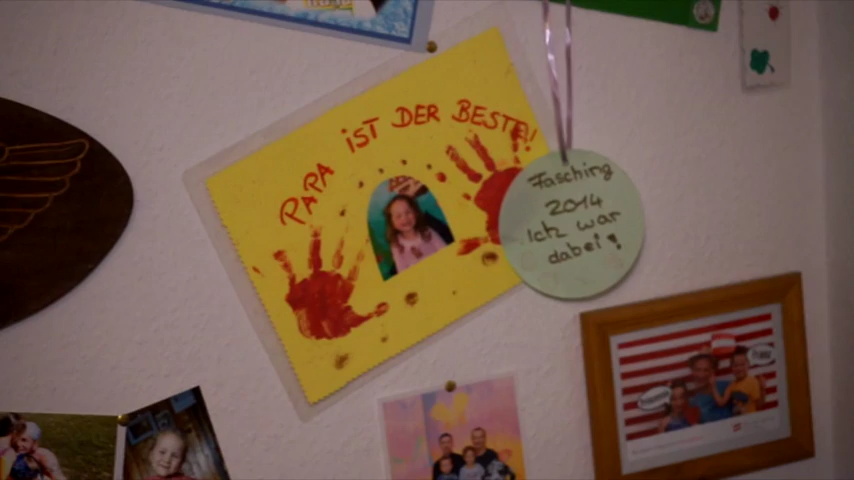 PAPA IST DER BESTE!
Fasching
2014
Ich war
dabei!